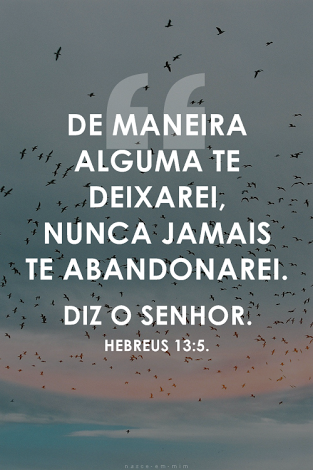 DE MANEIRA
ALGUMA TE
DEIXAREI,
NUNCA JAMAIS
TE ABANDONAREI.
DIZ O SENHOR.
HEBREUS 13:5.